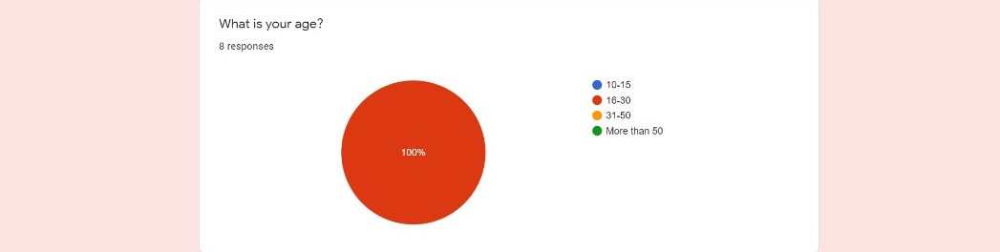 What is your age?
8 responses
100%
10-15
16-30
31-50
More than 50